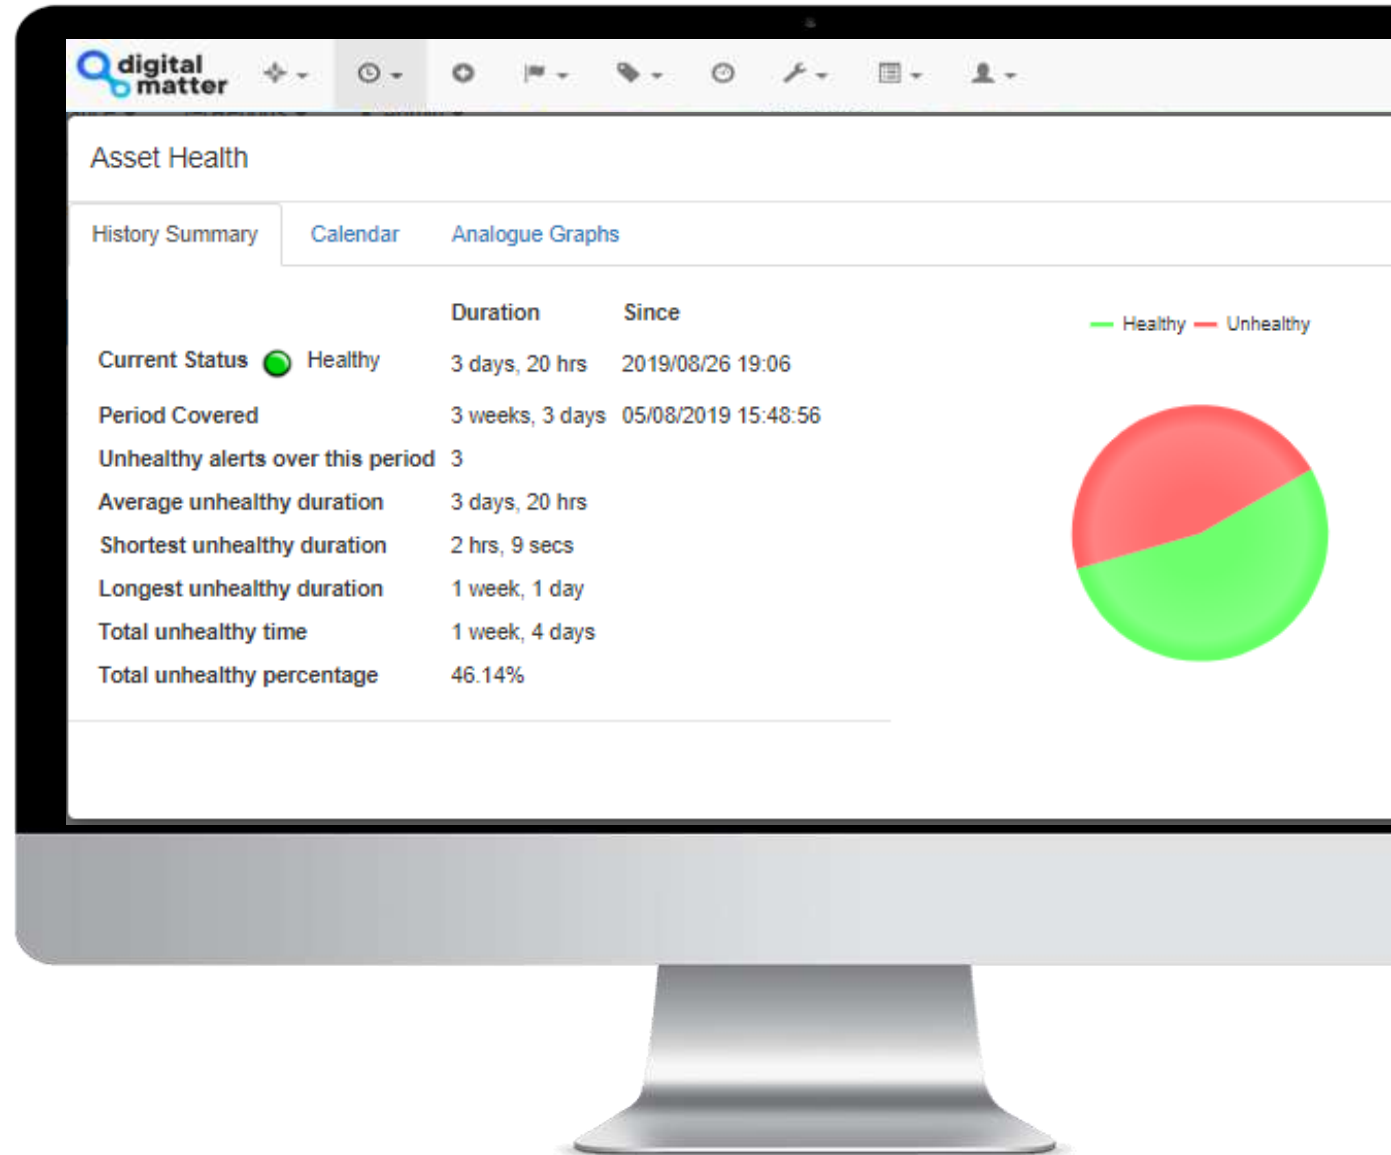 digital
matter
Asset Health
History Summary Calendar Analogue Graphs
Duration Since
Healthy Unhealthy
Current Status Healthy 3 days, 20 hrs 2019/08/26 19:06
Period Covered 3 weeks, 3 days 05/08/2019 15:48:56
Unhealthy alerts over this period 3
Average unhealthy duration 3 days, 20 hrs
Shortest unhealthy duration 2 hrs, 9 secs
Longest unhealthy duration 1 week, 1 day
Total unhealthy time 1 week, 4 days
Total unhealthy percentage 46.14%